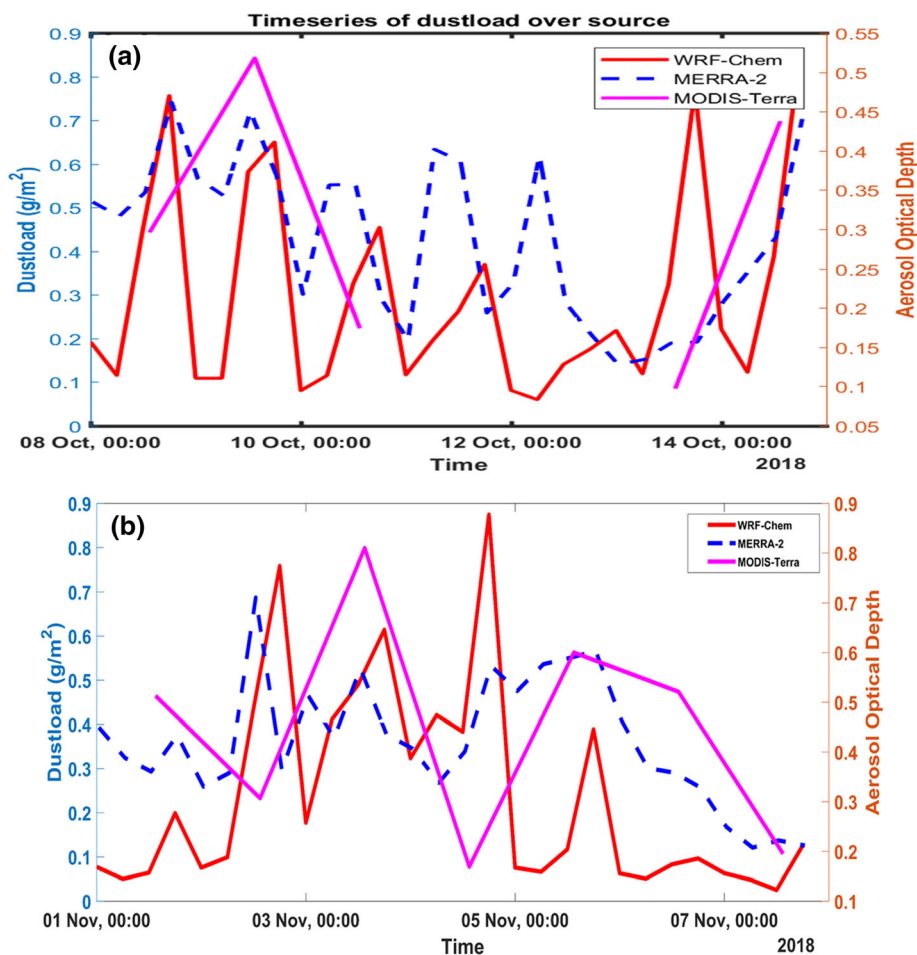 Timeseries of dustload over source
(a)
WRF-Chem
MERRA-2
MODIS-Terra
Dustload (g/m²)
0.9
0.8
0.7
0.6
0.5
0.4
0.3
0.2
0.1
0
0.55
0.5
0.45
0.4
0.35
0.3
0.25
0.2
0.15
0.1
0.05
Aerosol Optical Depth
08 Oct, 00:00 10 Oct, 00:00 12 Oct, 00:00 14 Oct, 00:00
Time
2018
(b)
WRF-Chem
MERRA-2
MODIS-Terra
Dustload (g/m²)
0.9
0.8
0.7
0.6
0.5
0.4
0.3
0.2
0.1
0
0.9
0.8
0.7
0.6
0.5
0.4
0.3
0.2
0.1
Aerosol Optical Depth
01 Nov, 00:00 03 Nov, 00:00 05 Nov, 00:00 07 Nov, 00:00
Time
2018